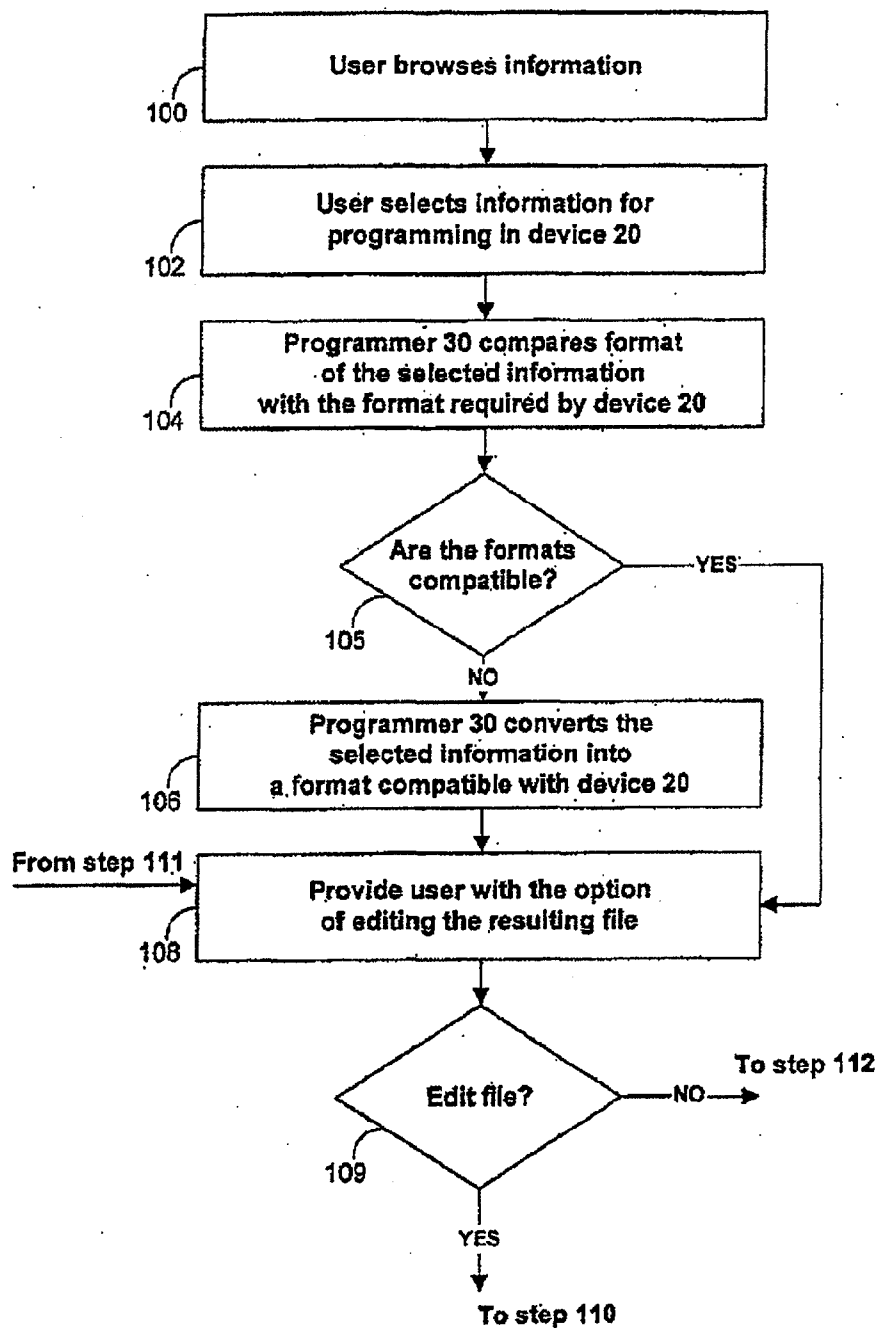 User browses information
100
User selects information for
programming in device 20
102
Programmer 30 compares format
of the selected information
with the format required by device 20
104
Are the formats
compatible?
YES
105
NO
Programmer 30 converts the
selected information into
a format compatible with device 20
106
From step 111
Provide user with the option
of editing the resulting file
108
To step 112
Edit file?
NO
109
YES
To step 110